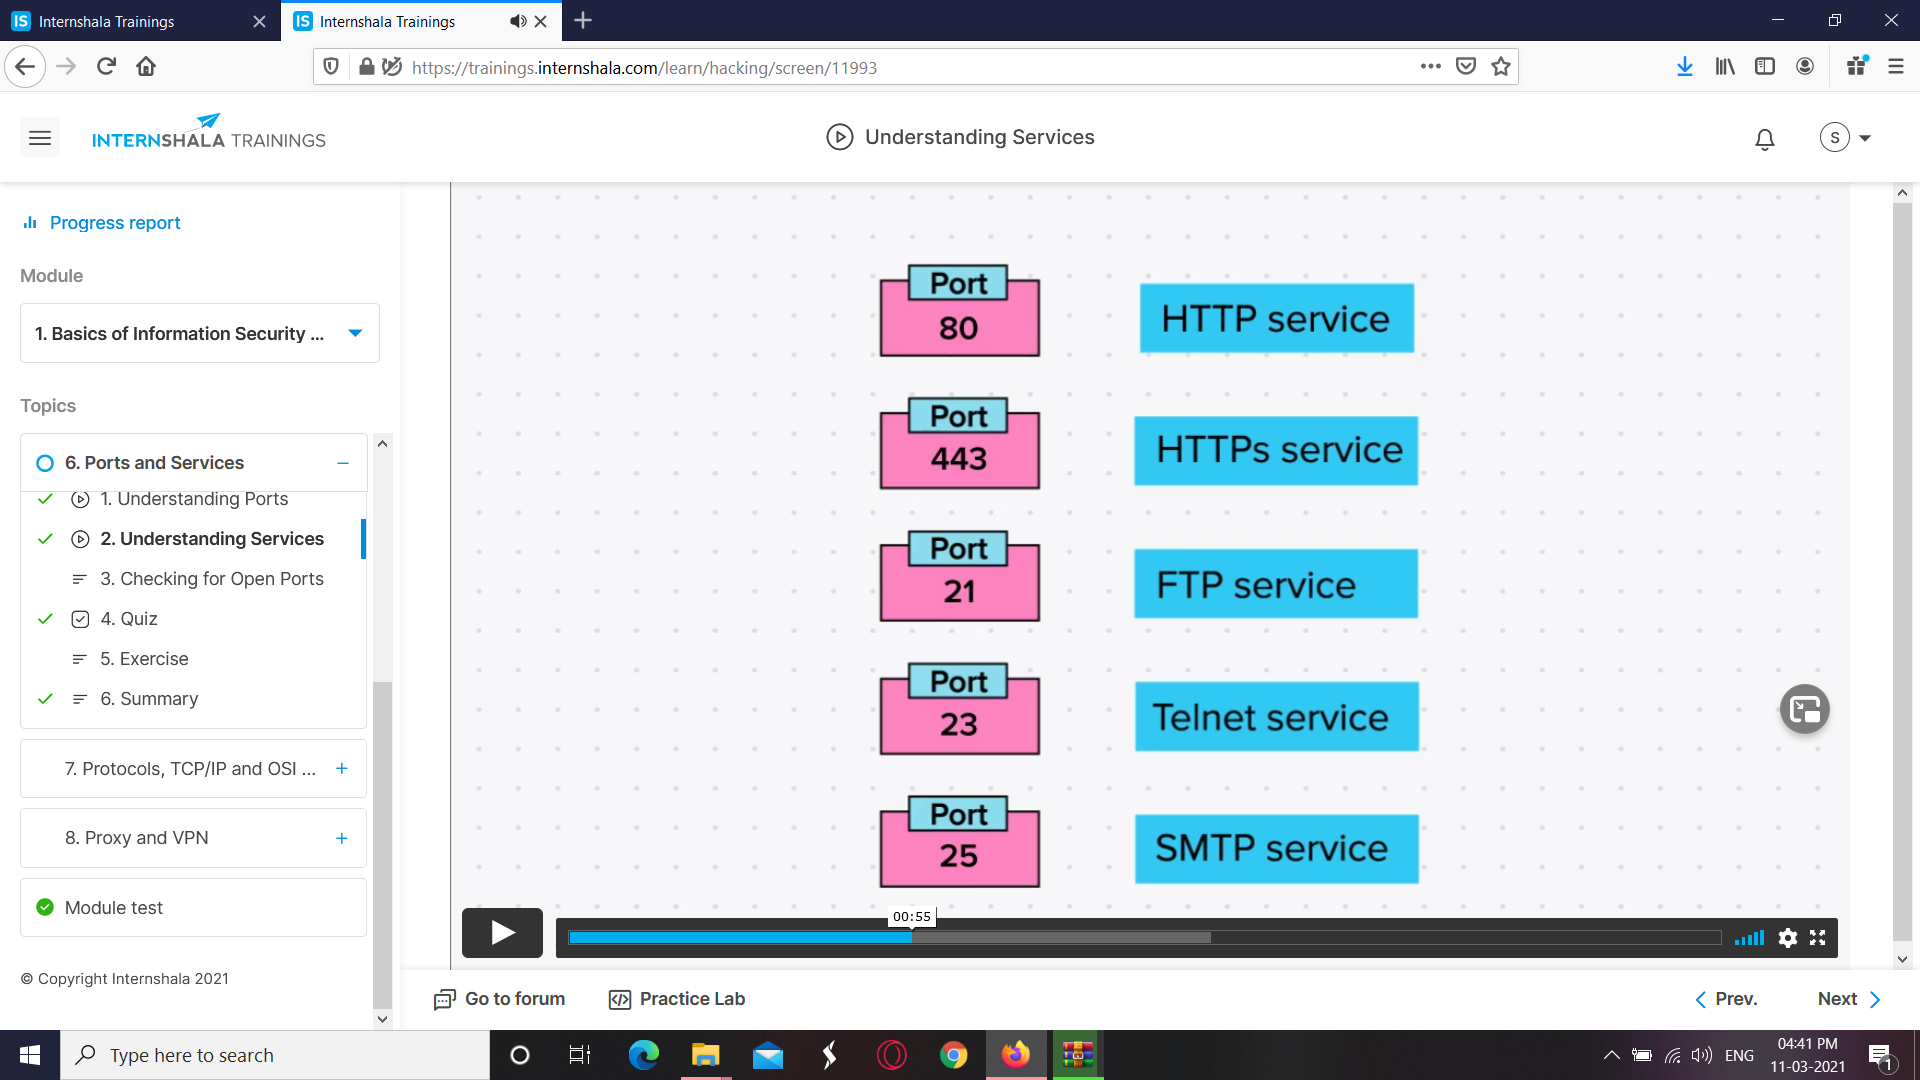 Internshala Trainings
Internshala Trainings
https://trainings.internshala.com/learn/hacking/screen/11993
INTERNSHALA TRAININGS
Understanding Services
S
Progress report
Module
1. Basics of Information Security ...
Topics
6. Ports and Services
1. Understanding Ports
2. Understanding Services
3. Checking for Open Ports
4. Quiz
5. Exercise
6. Summary
7. Protocols, TCP/IP and OSI ...
8. Proxy and VPN
Module test
© Copyright Internshala 2021
Port
80
HTTP service
Port
443
HTTPs service
Port
21
FTP service
Port
23
Telnet service
Port
25
SMTP service
00:55
Go to forum
Practice Lab
Prev.
Next
Type here to search
ENG
04:41 PM
11-03-2021
1